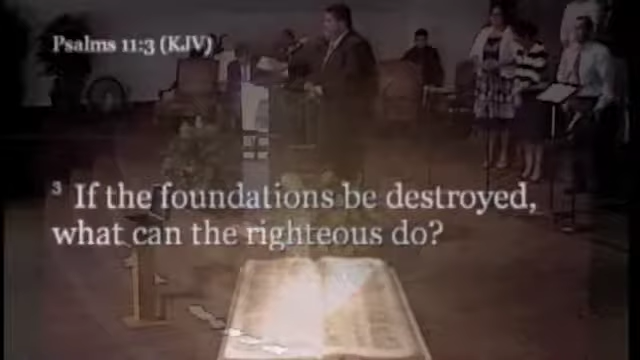 Psalms 11:3 (KJV)
3 If the foundations be destroyed,
what can the righteous do?